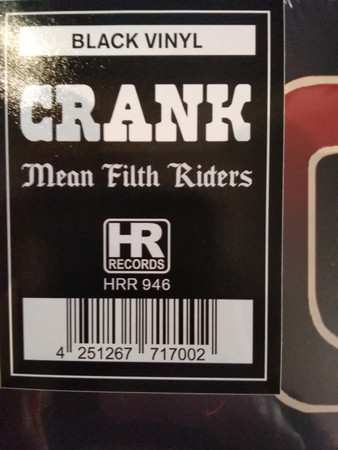 BLACK VINYL
CRANK
Mean Filth Riders
HR
RECORDS
HRR 946
4 251267 717002